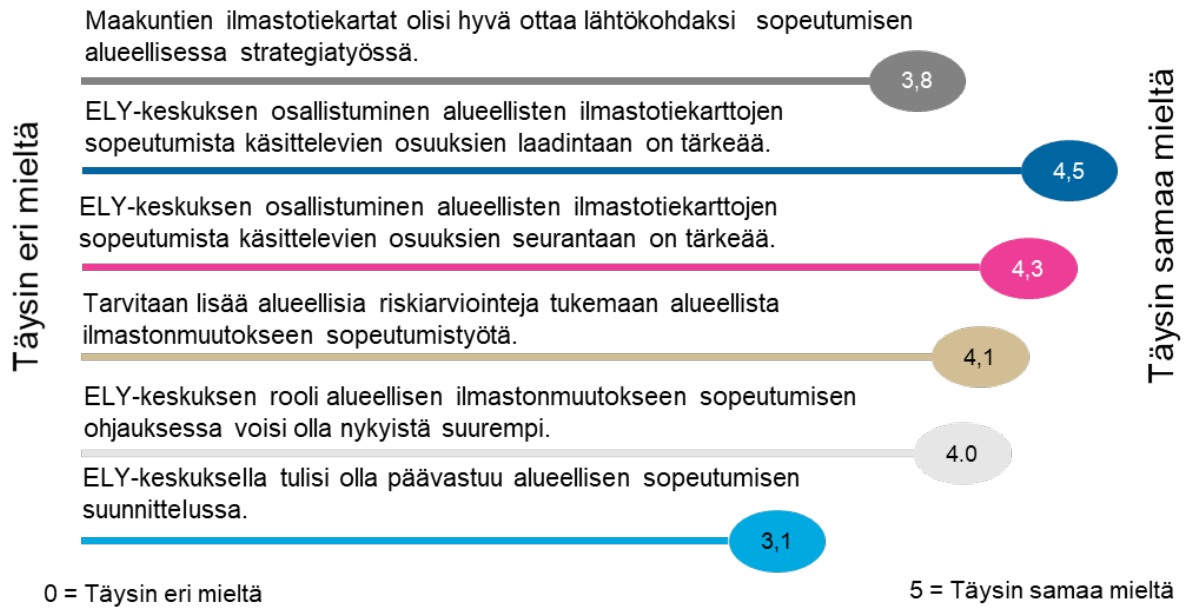 Täysin eri mieltä
Maakuntien ilmastotiekartat olisi hyvä ottaa lähtökohdaksi sopeutumisen
alueellisessa strategiatyössä.
3,8
ELY-keskuksen osallistuminen alueellisten ilmastotiekarttojen
sopeutumista käsittelevien osuuksien laadintaan on tärkeää.
4,5
ELY-keskuksen osallistuminen alueellisten ilmastotiekarttojen
sopeutumista käsittelevien osuuksien seurantaan on tärkeää.
4,3
Tarvitaan lisää alueellisia riskiarviointeja tukemaan alueellista
ilmastonmuutokseen sopeutumistyötä.
4,1
ELY-keskuksen rooli alueellisen ilmastonmuutokseen sopeutumisen
ohjauksessa voisi olla nykyistä suurempi.
4.0
ELY-keskuksella tulisi olla päävastuu alueellisen sopeutumisen
suunnittelussa.
3,1
Täysin samaa mieltä
0 = Täysin eri mieltä
5 = Täysin samaa mieltä